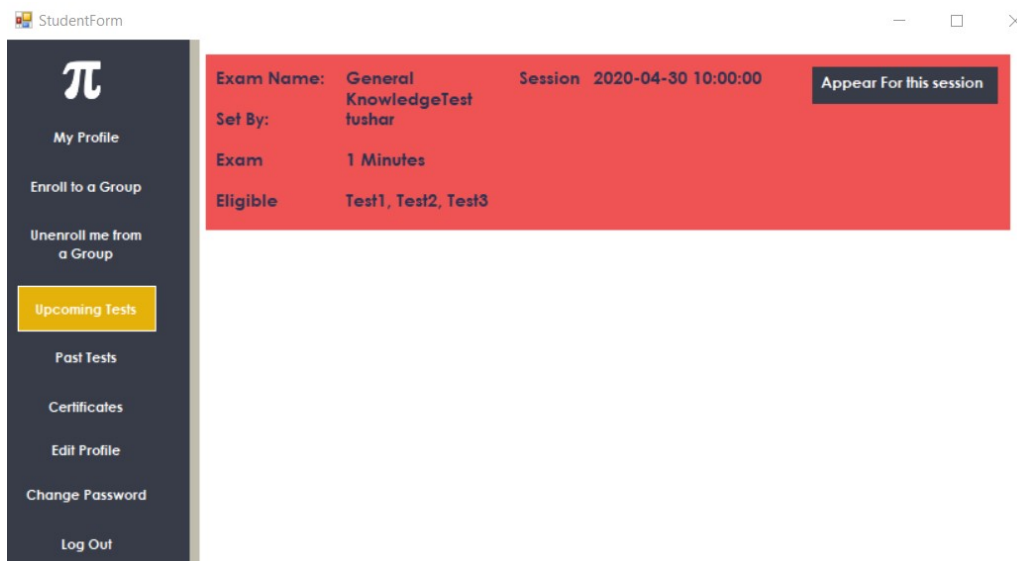 StudentForm
π
My Profile
Enroll to a Group
Unenroll me from
a Group
Upcoming Tests
Past Tests
Certificates
Edit Profile
Change Password
Log Out
Exam Name: General Session 2020-04-30 10:00:00 Appear For this session
KnowledgeTest
Set By: tushar
Exam 1 Minutes
Eligible Test1, Test2, Test3